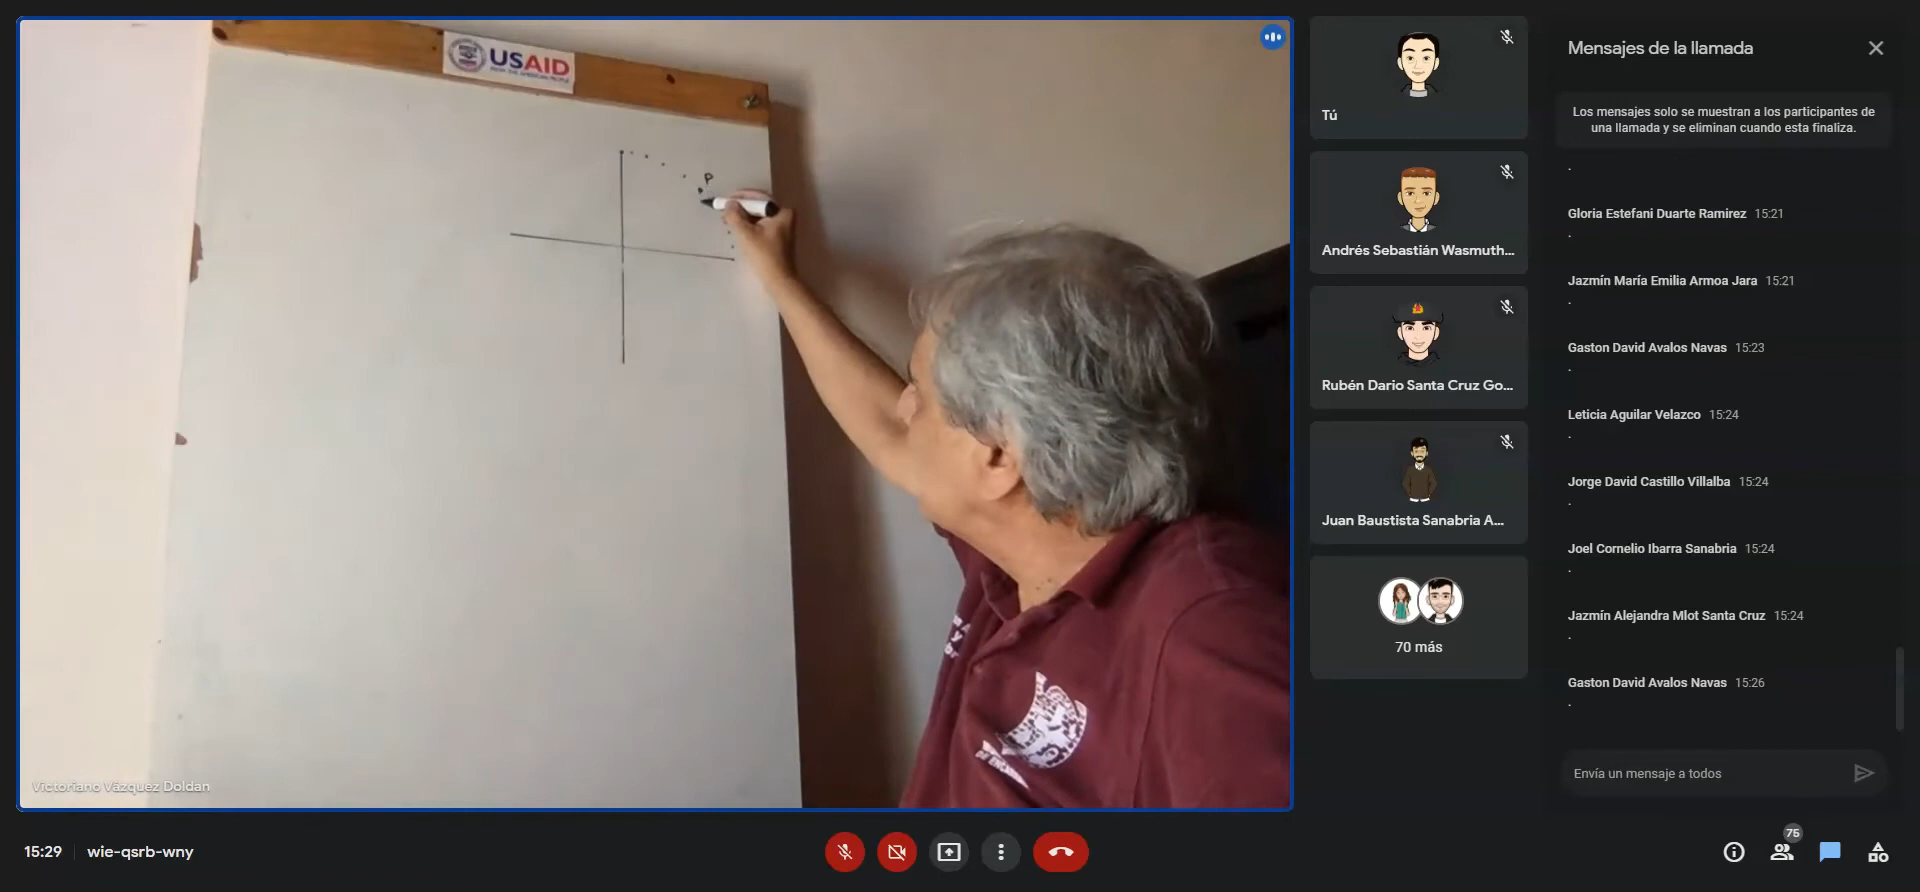 USAID
FROM THE AMERICAN PEOPLE
P
Victoriano Vázquez Doldan
Tú
Andrés Sebastián Wasmuth...
Rubén Dario Santa Cruz Go...
Juan Baustista Sanabria A...
70 más
Mensajes de la llamada
Los mensajes solo se muestran a los participantes de
una llamada y se eliminan cuando esta finaliza.
.
Gloria Estefani Duarte Ramirez 15:21
.
Jazmín María Emilia Armoa Jara 15:21
.
Gaston David Avalos Navas 15:23
.
Leticia Aguilar Velazco 15:24
.
Jorge David Castillo Villalba 15:24
.
Joel Cornelio Ibarra Sanabria 15:24
.
Jazmín Alejandra Mlot Santa Cruz 15:24
.
Gaston David Avalos Navas 15:26
.
Envía un mensaje a todos
15:29 wie-qsrb-wny
75